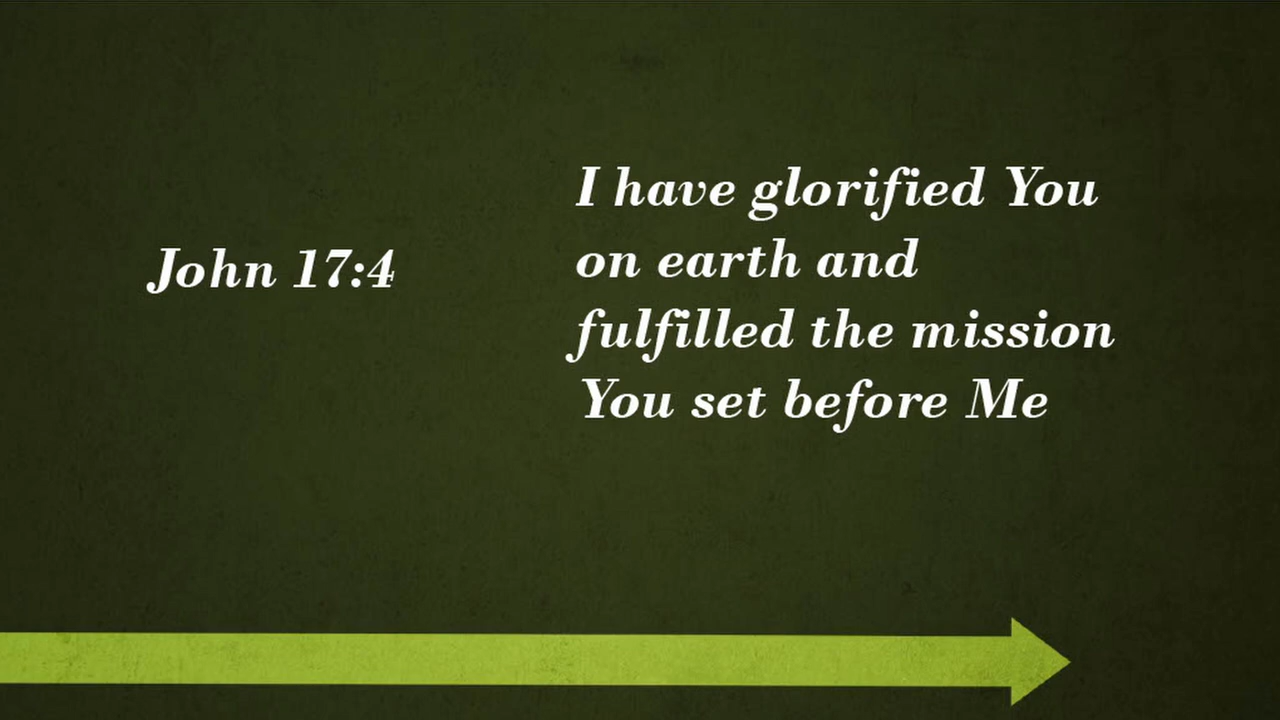 John 17:4
I have glorified You
on earth and
fulfilled the mission
You set before Me